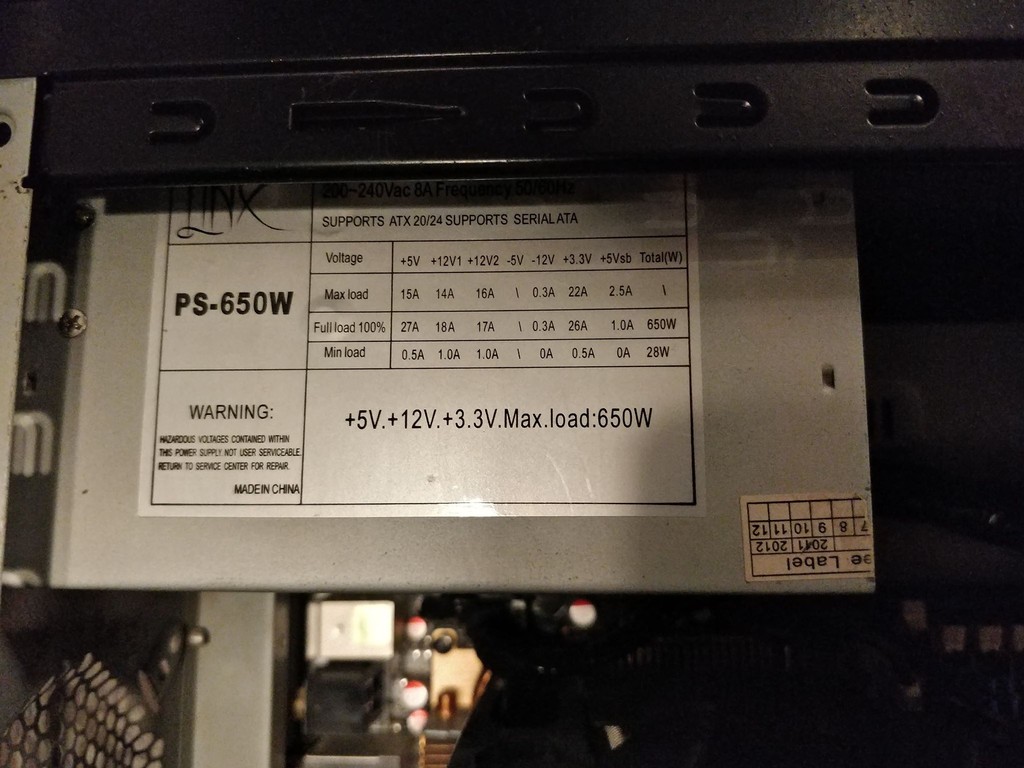 LINX
200~240Vac 8A Frequency 50/60Hz
SUPPORTS ATX 20/24 SUPPORTS SERIALATA
PS-650W
Voltage +5V +12V1 +12V2 -5V -12V +3.3V +5Vsb Total(W)
Max load 15A 14A 16A \ 0.3A 22A 2.5A \
Full load 100% 27A 18A 17A \ 0.3A 26A 1.0A 650W
Min load 0.5A 1.0A 1.0A \ 0A 0.5A 0A 28W
WARNING:
HAZARDOUS VOLTAGES CONTAINED WITHIN
THIS POWER SUPPLY. NOT USER SERVICEABLE.
RETURN TO SERVICE CENTER FOR REPAIR.
MADE IN CHINA
+5V.+12V.+3.3V.Max.load:650W
ee Label
2011 2012
7 8 9 10 11 12